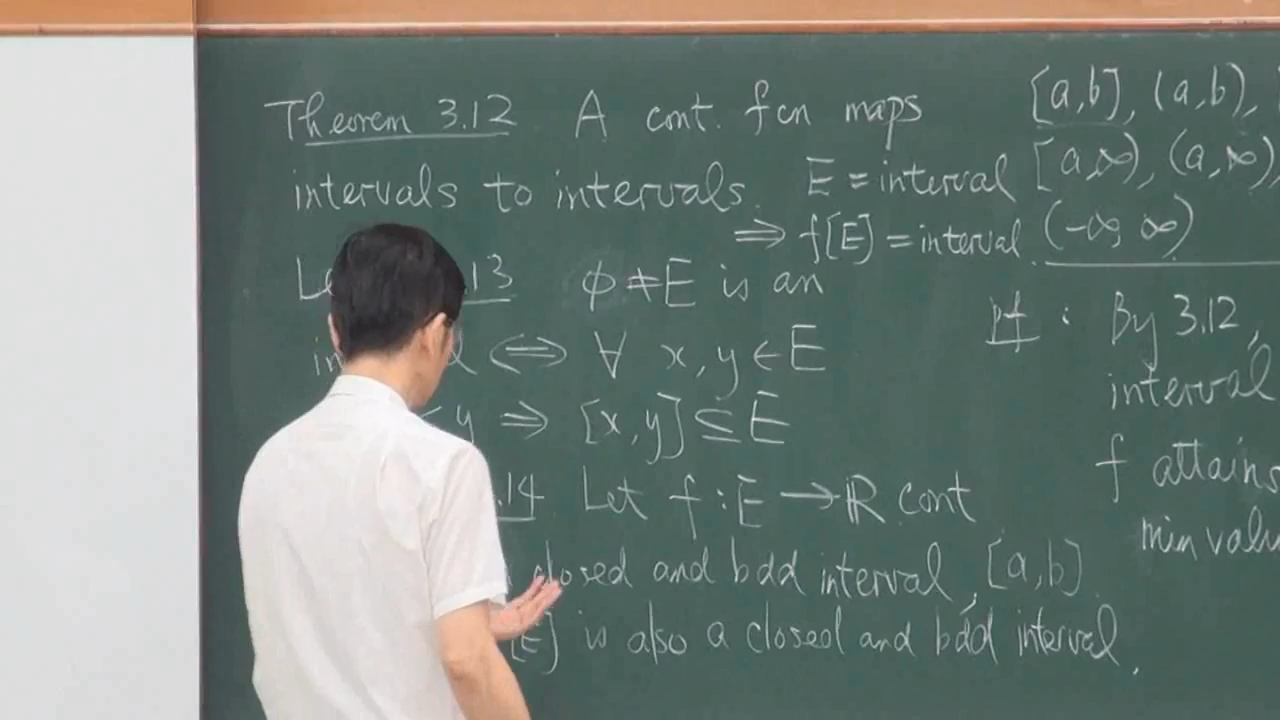 Theorem 3.12 A cont. fcn maps
intervals to intervals. E = interval
⇒ f[E] = interval
[a,b], (a,b),
[a,∞), (a,∞),
(-∞, ∞)
13 φ ≠ E is an
⇔ ∀ x,y ∈ E
< y ⇒ [x,y] ⊆ E
.14 Let f : E → ℝ cont
closed and bdd interval, [a,b]
[E] is also a closed and bdd interval.
pf : By 3.12,
interval
f attains
min